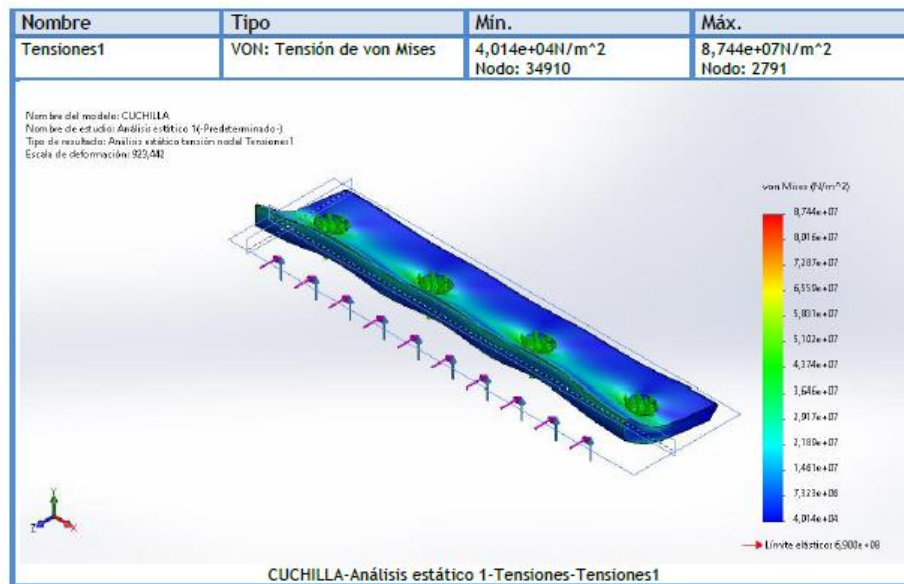 Nombre Tipo Mín. Máx.
Tensiones1 VON: Tensión de von Mises 4,014e+04N/m^2 8,744e+07N/m^2
Nodo: 34910 Nodo: 2791
Nombre del modelo: CUCHILLA
Nombre de estudio: Análisis estático 1(-Predeterminado-)
Tipo de resultado: Análisis estático tensión nodal Tensiones1
Escala de deformación: 923,442
von Mises (N/m^2)
8,744e+07
8,016e+07
7,287e+07
6,559e+07
5,831e+07
5,102e+07
4,374e+07
3,646e+07
2,917e+07
2,189e+07
1,461e+07
7,323e+06
4,014e+04
Límite elástico: 6,900e+08
Y
Z
X
CUCHILLA-Análisis estático 1-Tensiones-Tensiones1